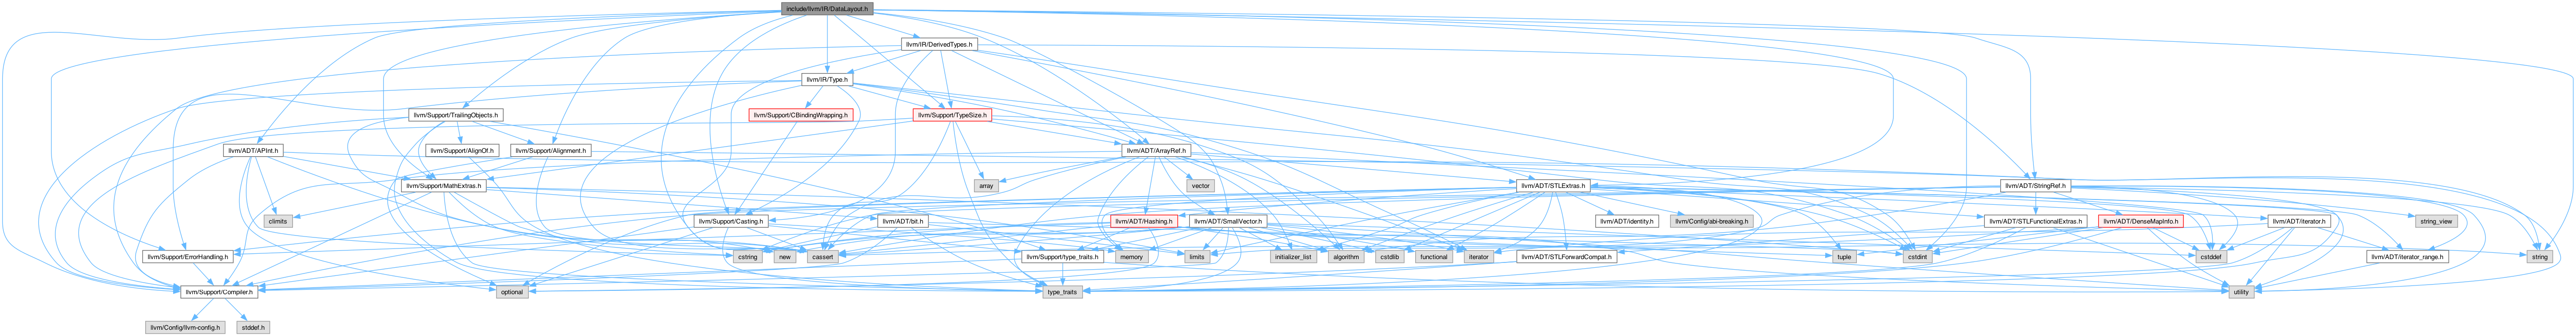 include/llvm/IR/DataLayout.h
llvm/IR/DerivedTypes.h
llvm/IR/Type.h
llvm/Support/TrailingObjects.h
llvm/Support/CBindingWrapping.h
llvm/Support/TypeSize.h
llvm/ADT/APInt.h
llvm/Support/AlignOf.h
llvm/Support/Alignment.h
llvm/ADT/ArrayRef.h
llvm/Support/MathExtras.h
array
vector
llvm/ADT/STLExtras.h
llvm/ADT/StringRef.h
climits
llvm/Support/Casting.h
llvm/ADT/bit.h
llvm/ADT/Hashing.h
llvm/ADT/SmallVector.h
llvm/ADT/identity.h
llvm/Config/abi-breaking.h
llvm/ADT/STLFunctionalExtras.h
llvm/ADT/DenseMapInfo.h
llvm/ADT/iterator.h
string_view
llvm/Support/ErrorHandling.h
cstring
new
cassert
llvm/Support/type_traits.h
memory
limits
initializer_list
algorithm
cstdlib
functional
iterator
llvm/ADT/STLForwardCompat.h
tuple
cstdint
cstddef
llvm/ADT/iterator_range.h
string
llvm/Support/Compiler.h
optional
type_traits
utility
llvm/Config/llvm-config.h
stddef.h